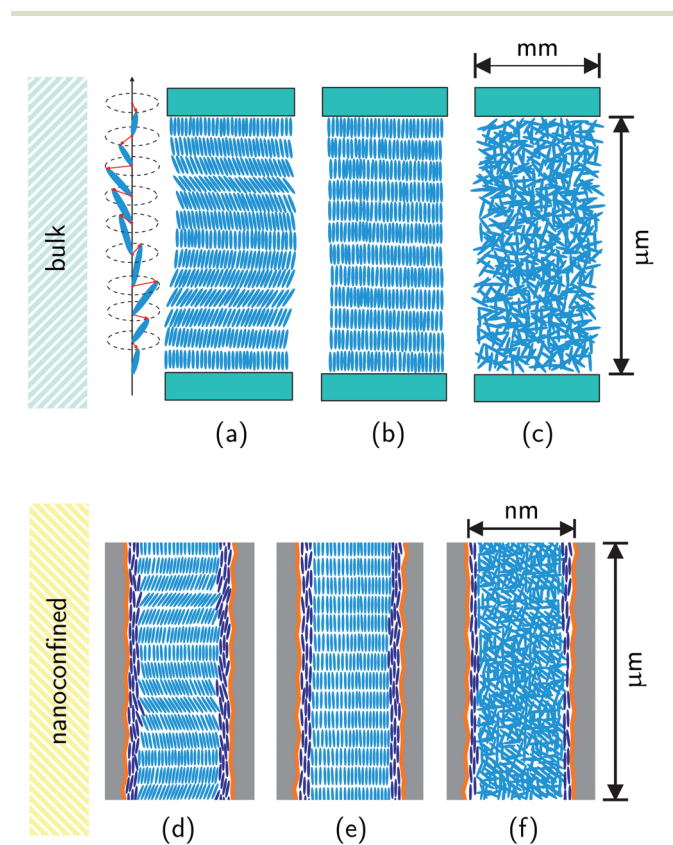 mm
bulk
μm
(a)
(b)
(c)
nm
nanoconfined
μm
(d)
(e)
(f)